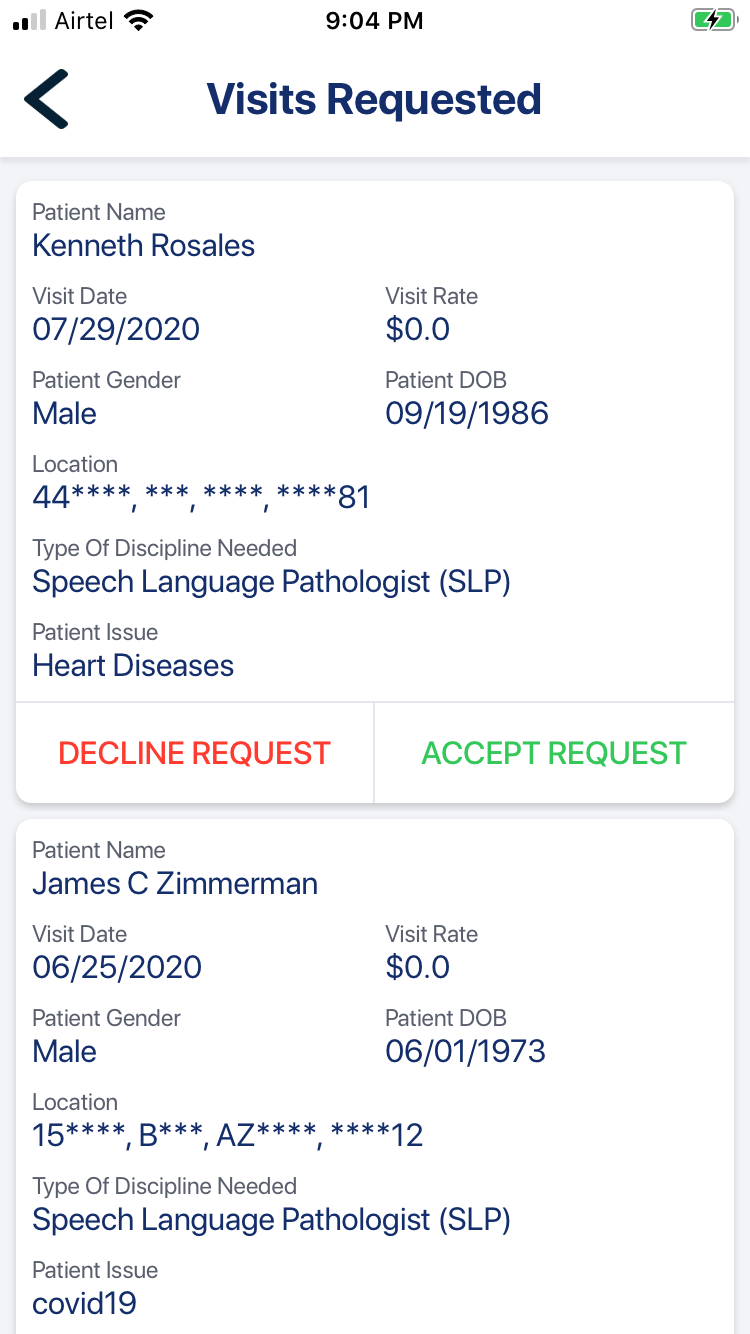 Airtel 9:04 PM
Visits Requested
Patient Name
Kenneth Rosales
Visit Date Visit Rate
07/29/2020 $0.0
Patient Gender Patient DOB
Male 09/19/1986
Location
44****, ***, ****, ****81
Type Of Discipline Needed
Speech Language Pathologist (SLP)
Patient Issue
Heart Diseases
DECLINE REQUEST ACCEPT REQUEST
Patient Name
James C Zimmerman
Visit Date Visit Rate
06/25/2020 $0.0
Patient Gender Patient DOB
Male 06/01/1973
Location
15****, B***, AZ****, ****12
Type Of Discipline Needed
Speech Language Pathologist (SLP)
Patient Issue
covid19